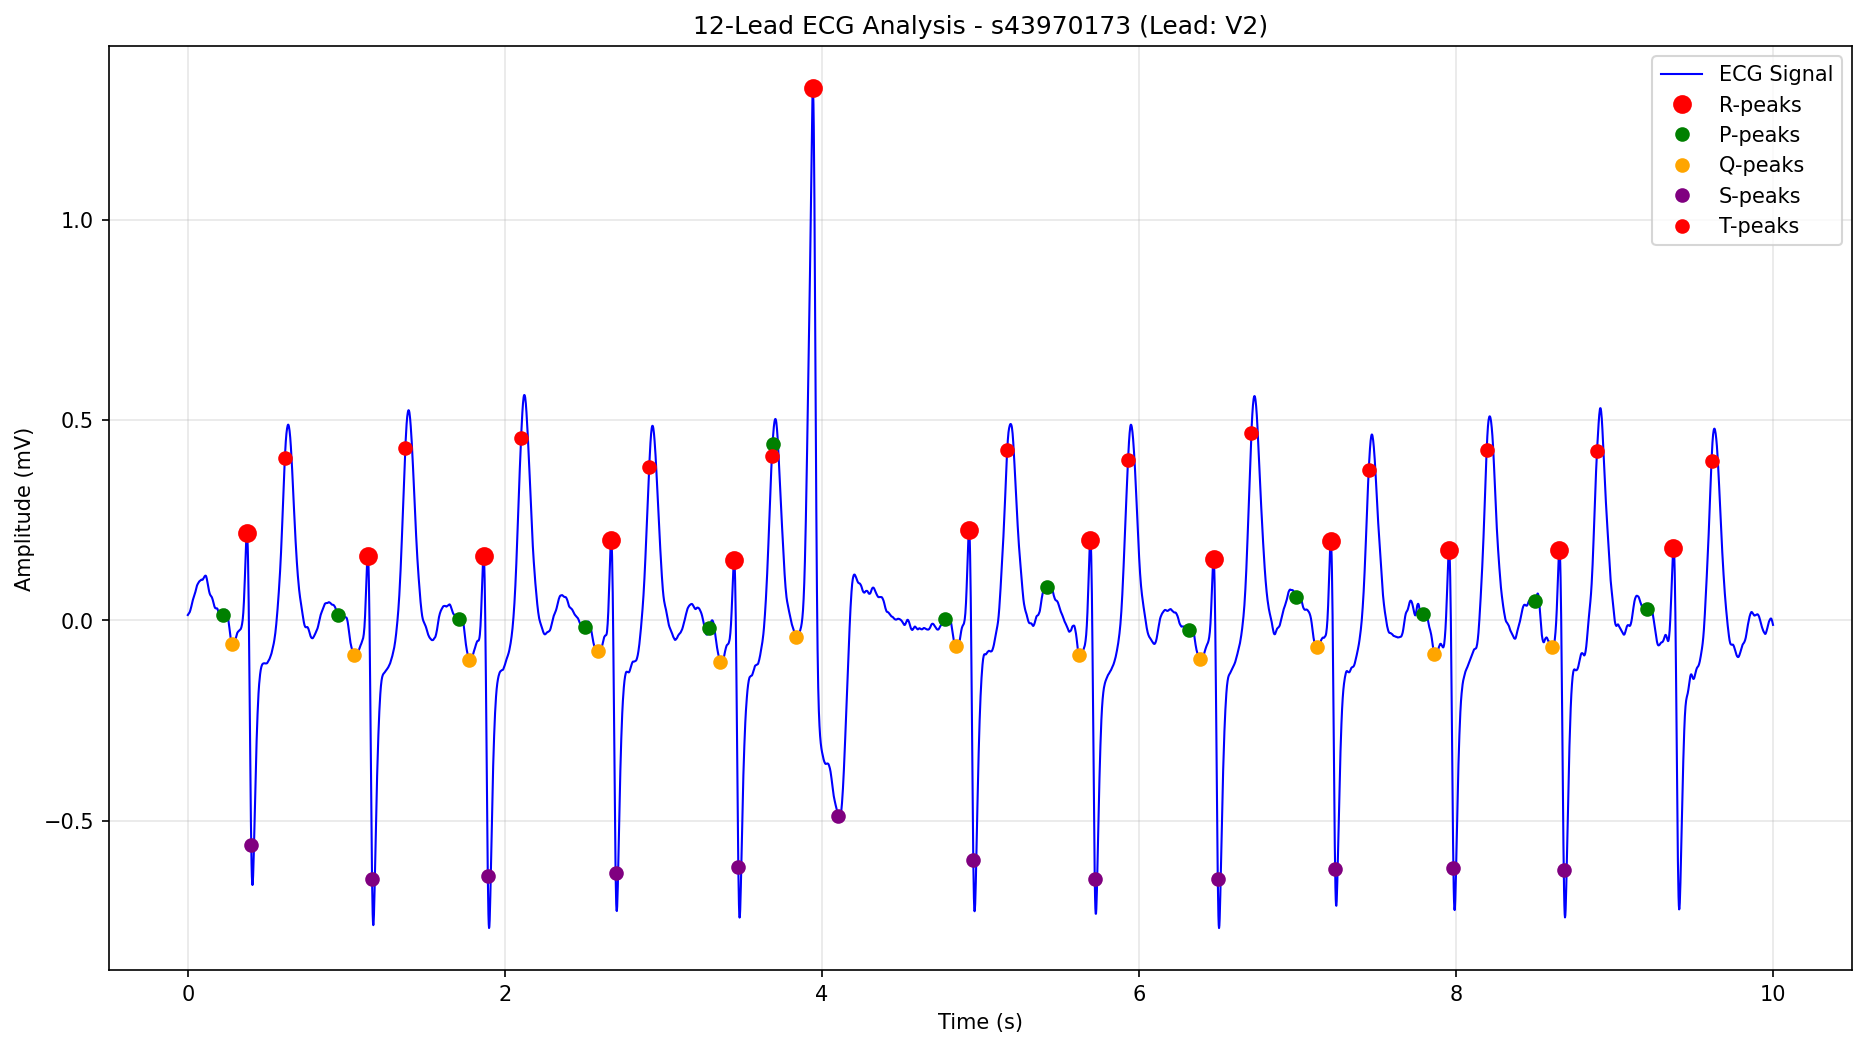 12-Lead ECG Analysis - s43970173 (Lead: V2)
ECG Signal
R-peaks
P-peaks
Q-peaks
S-peaks
T-peaks
Amplitude (mV)
1.0
0.5
0.0
−0.5
0 2 4 6 8 10
Time (s)